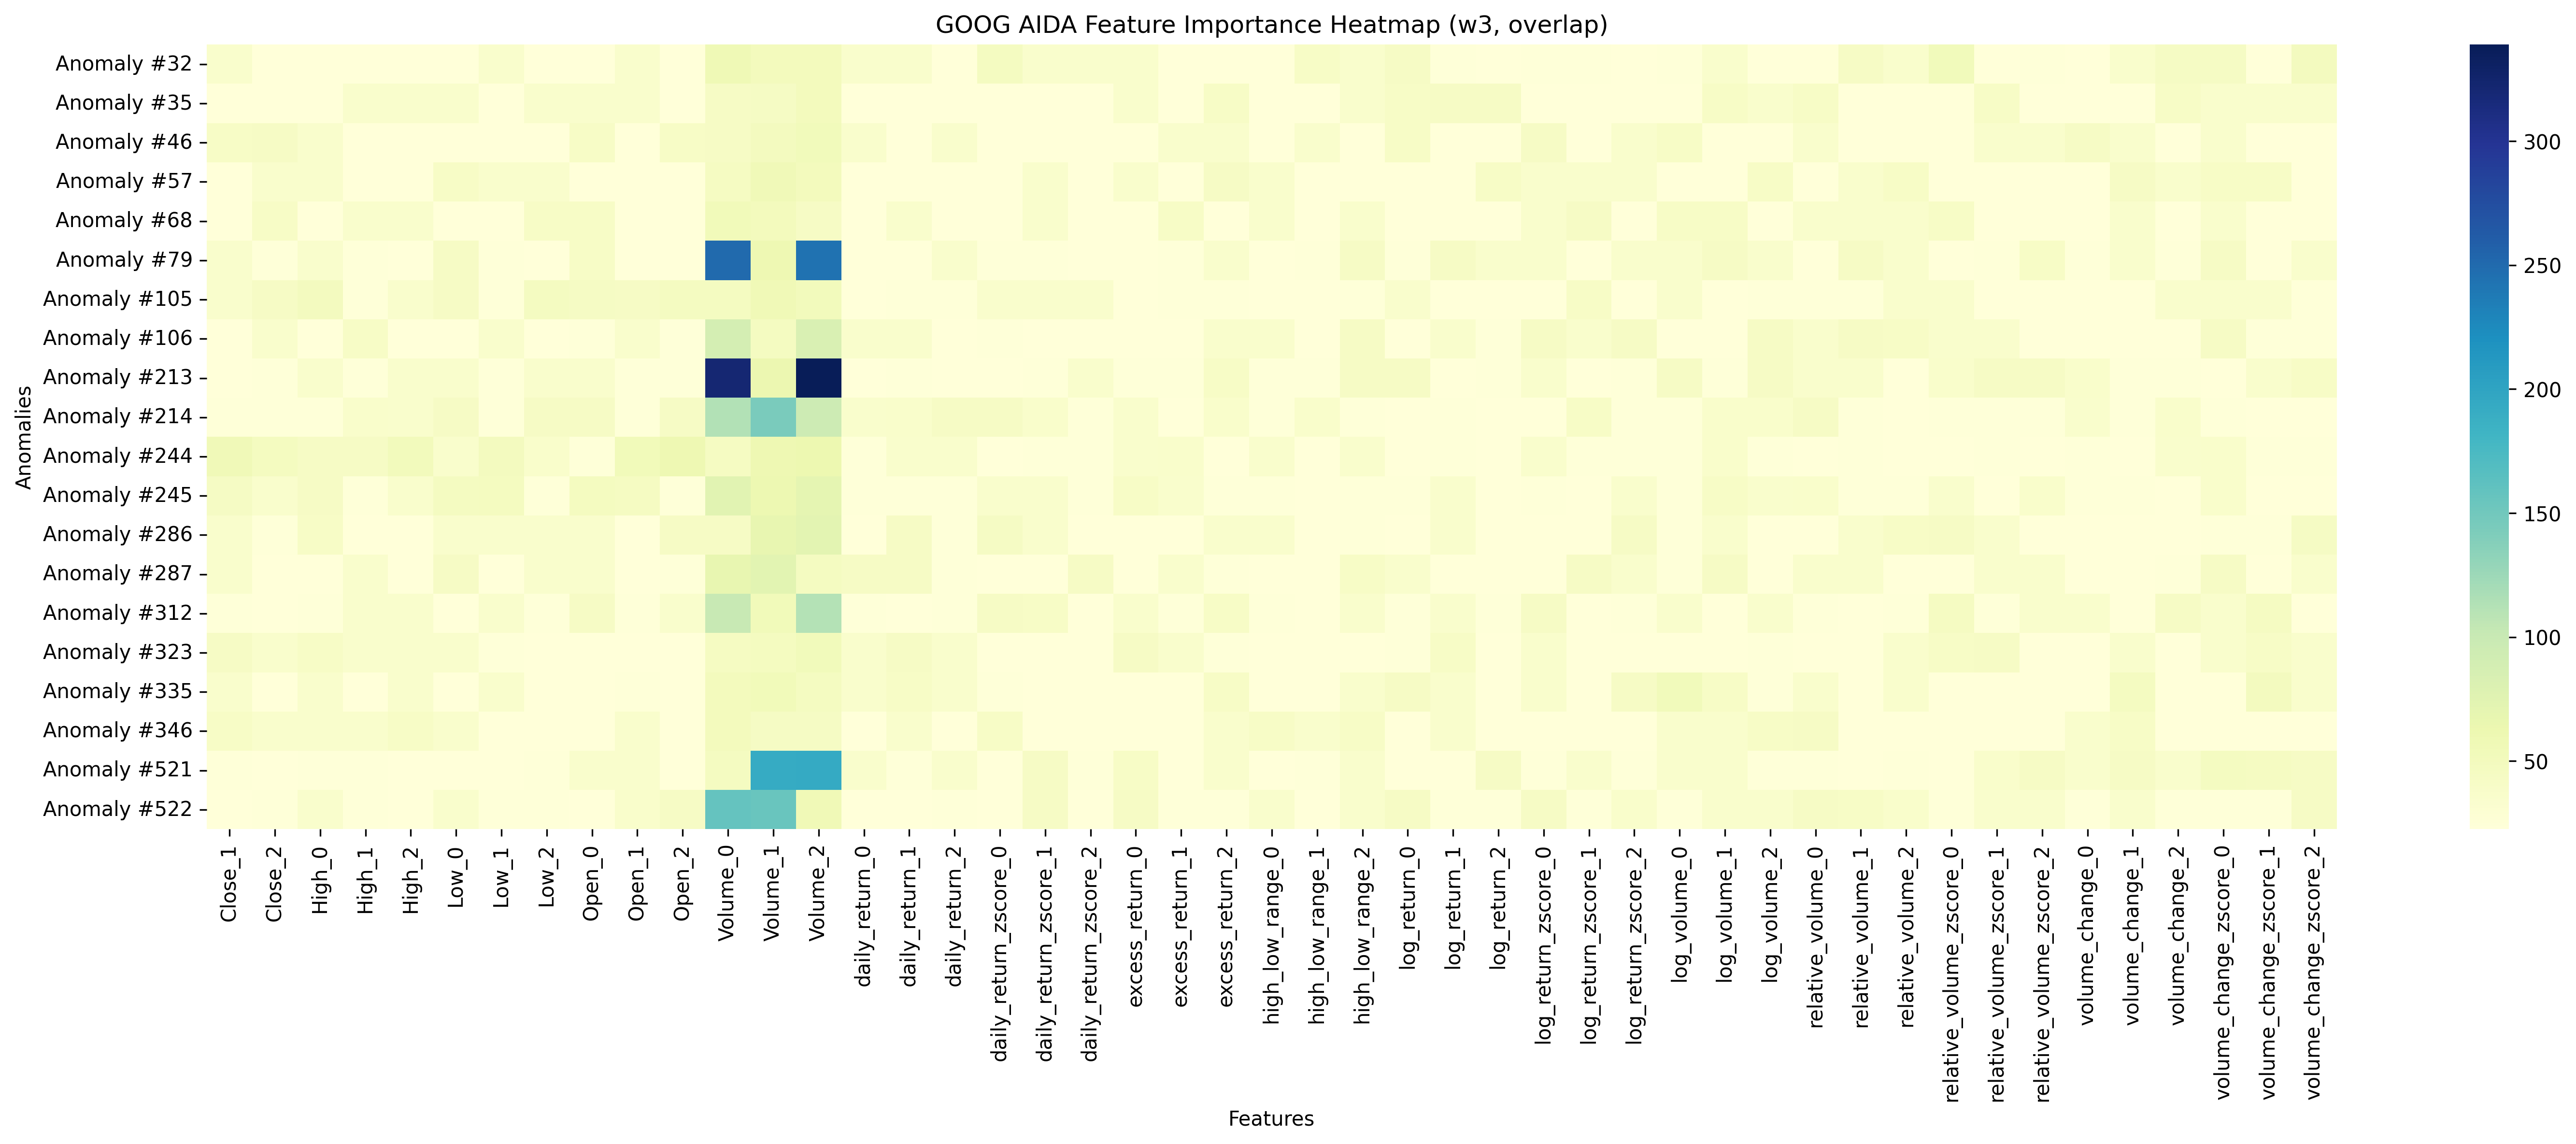 GOOG AIDA Feature Importance Heatmap (w3, overlap)
Anomalies
Anomaly #32
Anomaly #35
Anomaly #46
Anomaly #57
Anomaly #68
Anomaly #79
Anomaly #105
Anomaly #106
Anomaly #213
Anomaly #214
Anomaly #244
Anomaly #245
Anomaly #286
Anomaly #287
Anomaly #312
Anomaly #323
Anomaly #335
Anomaly #346
Anomaly #521
Anomaly #522
Close_1
Close_2
High_0
High_1
High_2
Low_0
Low_1
Low_2
Open_0
Open_1
Open_2
Volume_0
Volume_1
Volume_2
daily_return_0
daily_return_1
daily_return_2
daily_return_zscore_0
daily_return_zscore_1
daily_return_zscore_2
excess_return_0
excess_return_1
excess_return_2
high_low_range_0
high_low_range_1
high_low_range_2
log_return_0
log_return_1
log_return_2
log_return_zscore_0
log_return_zscore_1
log_return_zscore_2
log_volume_0
log_volume_1
log_volume_2
relative_volume_0
relative_volume_1
relative_volume_2
relative_volume_zscore_0
relative_volume_zscore_1
relative_volume_zscore_2
volume_change_0
volume_change_1
volume_change_2
volume_change_zscore_0
volume_change_zscore_1
volume_change_zscore_2
Features
300
250
200
150
100
50